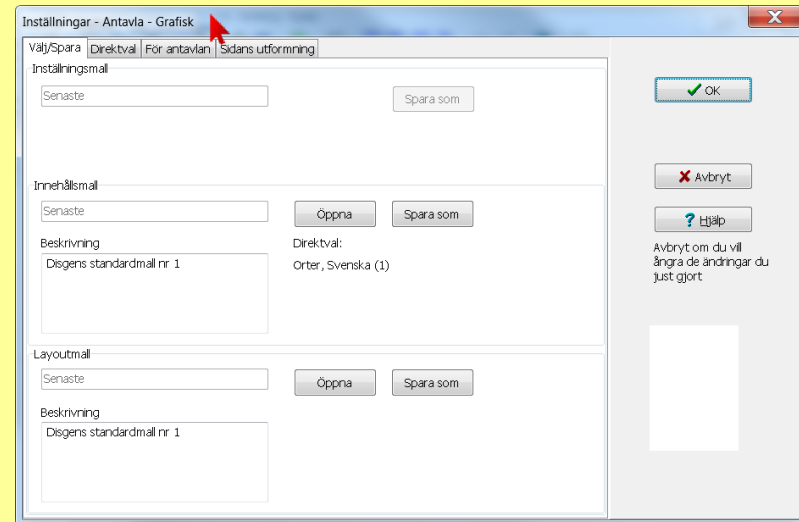 Inställningar - Antavla - Grafisk
Välj/Spara Direktval För antavlan Sidans utformning
Inställningsmall
Senaste Spara som
OK
Innehållsmall
Avbryt
Senaste Öppna Spara som
Hjälp
Beskrivning Direktval:
Disgens standardmall nr 1 Orter, Svenska (1)
Avbryt om du vill
ångra de ändringar du
just gjort
Layoutmall
Senaste Öppna Spara som
Beskrivning
Disgens standardmall nr 1